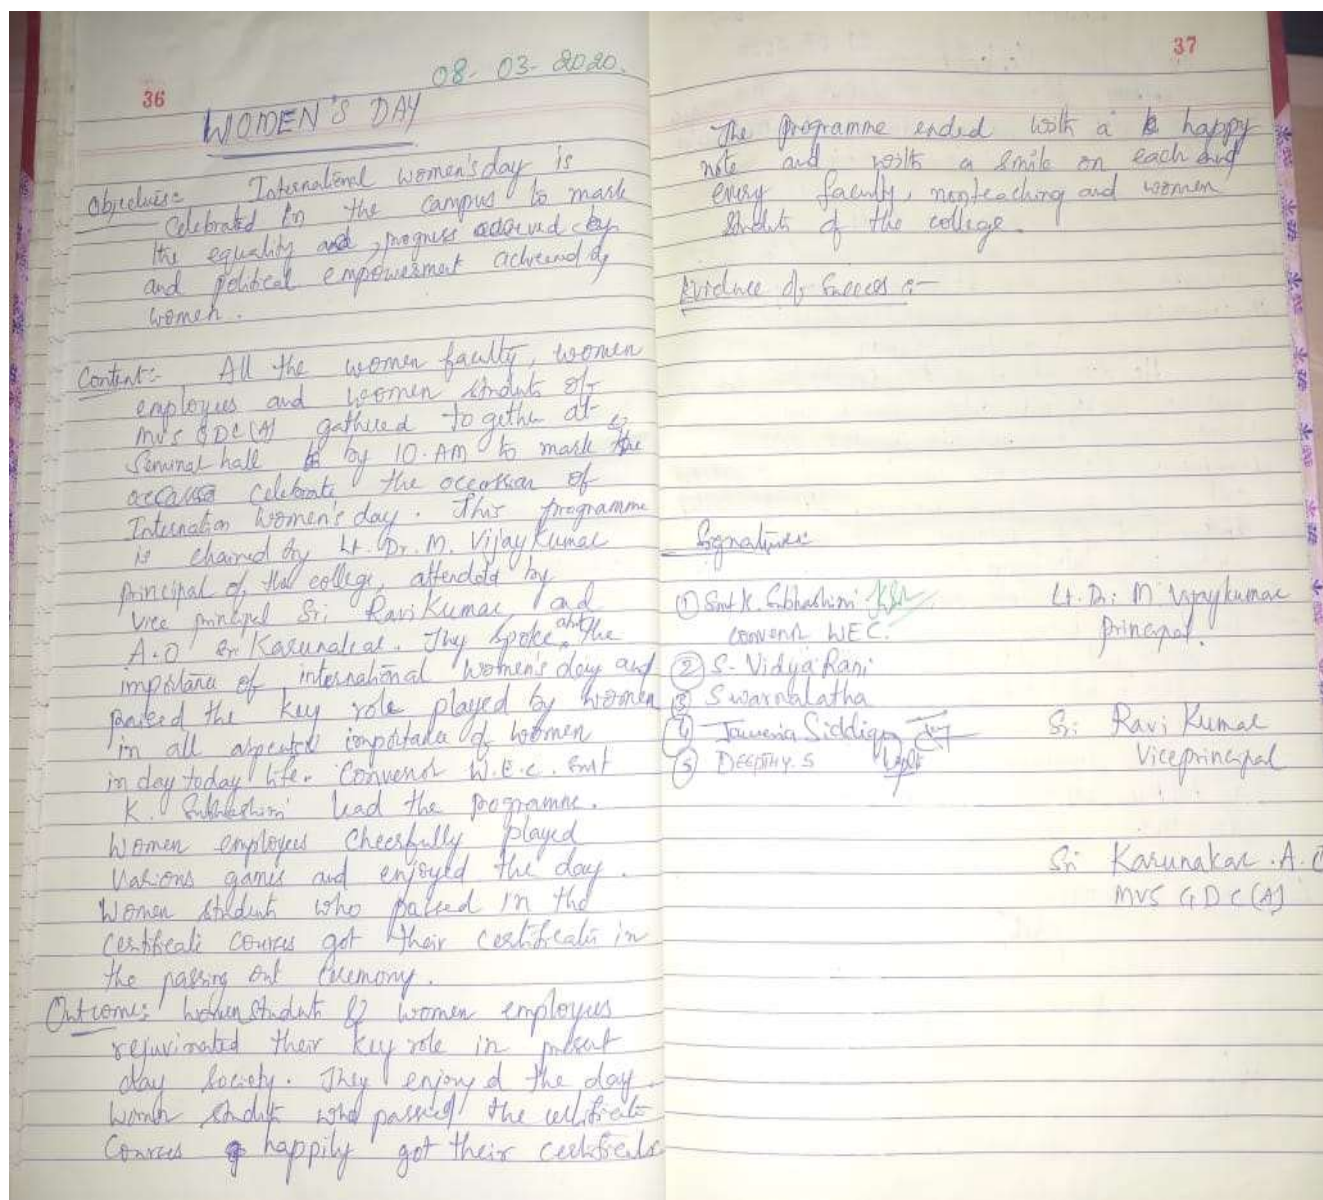 36
08-03-2020.
WOMEN'S DAY
Objectives:- International women's day is
Celebrated in the campus to mark
the equality and, progress by
and political empowerment achieved by
women.
Content:- All the women faculty, women
employees and women students of
MVS GDC(A) gathered together at
Seminal hall by 10.AM to mark the
celebrate the occassian of
Internation Women's day. This programme
is chaired by Lt. Dr. M. Vijay Kumar
principal of the college, attended by
Vice principal Sri Ravi Kumar, and
A.O Sri Karunakar. They spoke abt the
importance of international women's day and
praised the key role played by women
in all importance of women
in day today life. Convenor W.E.C. Smt
K. Subhashini lead the programme.
Women employees cheerfully played
various games and enjoyed the day.
Women students who passed in the
certificate courses got their certificates in
the passing out ceremony.
Outcome: Women students & women employees
rejuvinated their key role in present
day society. They enjoyed the day.
Women students who passed the certificate
Courses happily got their certificates
37
The programme ended with a happy
note and with a smile on each and
every faculty, nonteaching and women
students of the college.
Evidence of Success :-
Signatures:
① Smt K. Subhashini
convenor WEC.
② S. Vidya Rani
③ Swarnalatha
④ Javeria Siddiqua
⑤ DEEPTHY. S
Lt. Dr. M Vijaykumar
principal.
Sri Ravi Kumar
Viceprincipal
Sri Karunakar. A.O
MVS GDC(A)